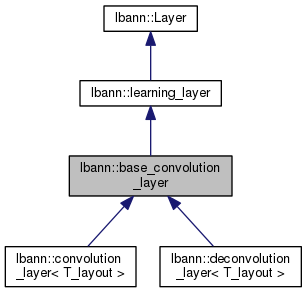 lbann::Layer
lbann::learning_layer
lbann::base_convolution
_layer
lbann::convolution
_layer< T_layout >
lbann::deconvolution
_layer< T_layout >